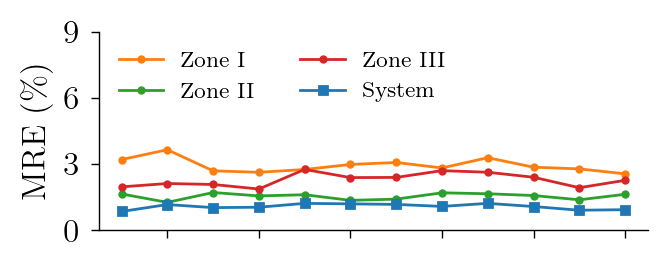 MRE (%)
9
6
3
0
Zone I
Zone II
Zone III
System